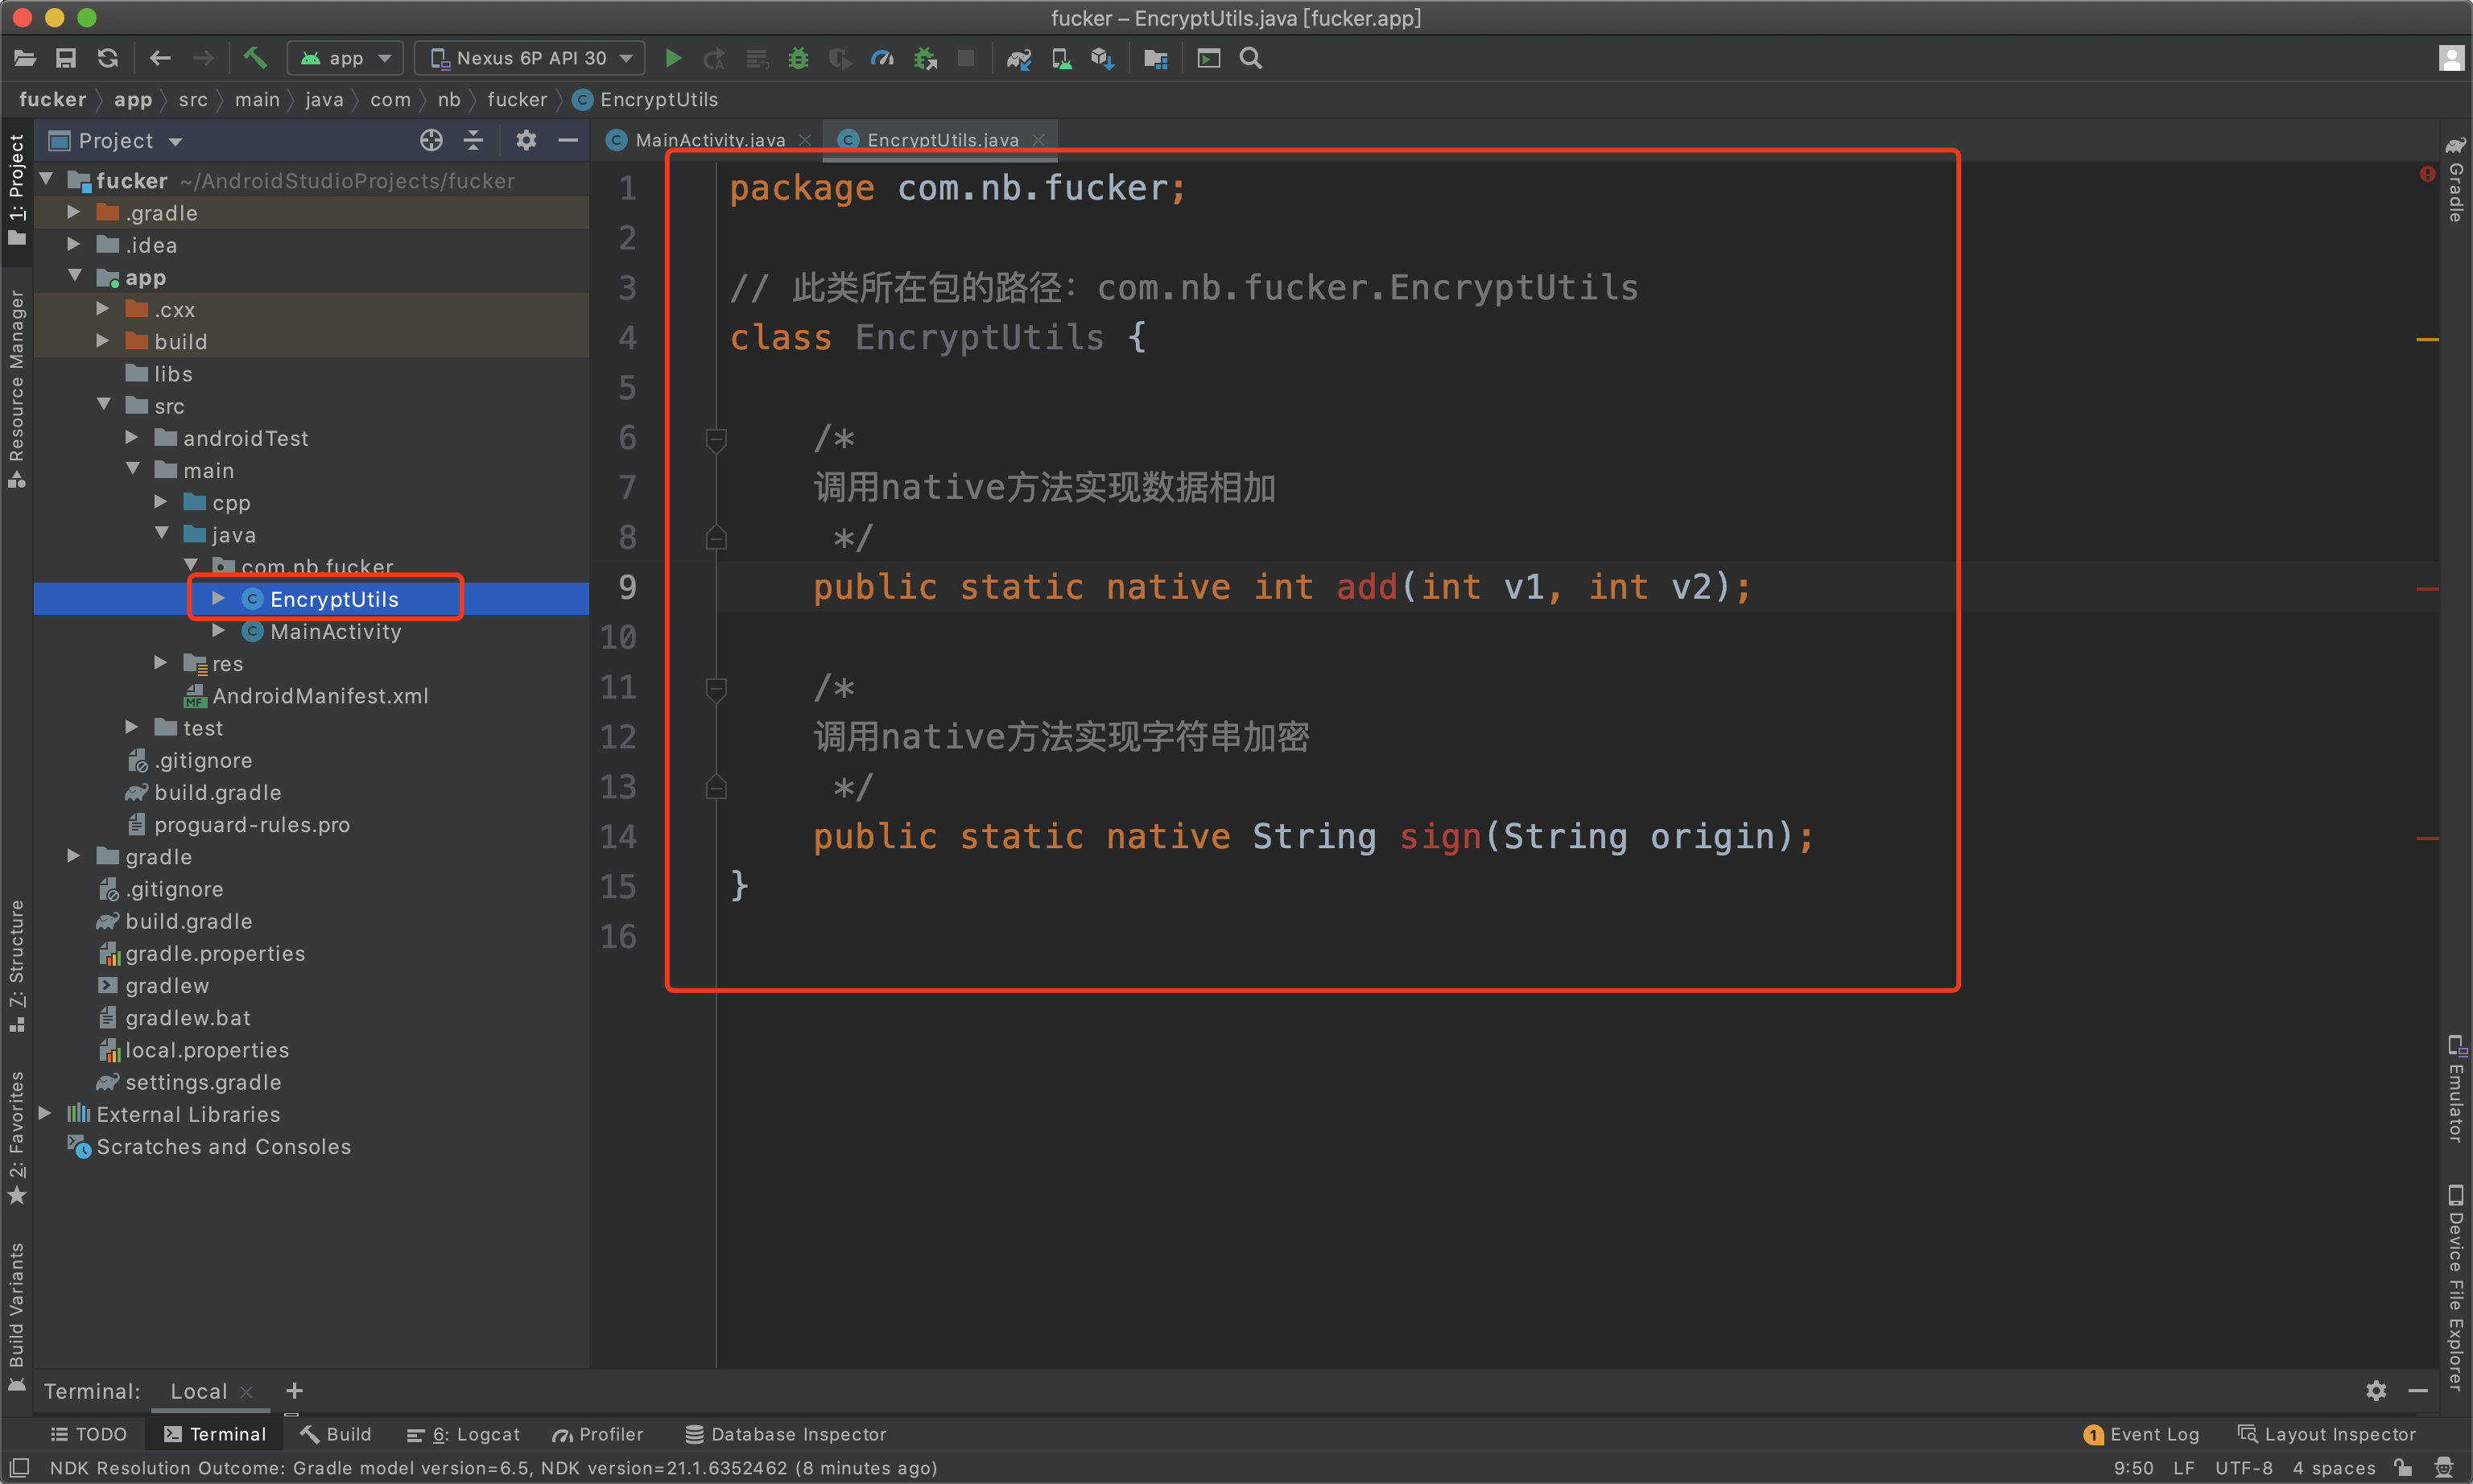 fucker – EncryptUtils.java [fucker.app]
app
Nexus 6P API 30
fucker
app
src
main
java
com
nb
fucker
EncryptUtils
1: Project
Resource Manager
7: Structure
2: Favorites
Build Variants
Project
fucker ~/AndroidStudioProjects/fucker
.gradle
.idea
app
.cxx
build
libs
src
androidTest
main
cpp
java
com.nb.fucker
EncryptUtils
MainActivity
res
AndroidManifest.xml
test
.gitignore
build.gradle
proguard-rules.pro
gradle
.gitignore
build.gradle
gradle.properties
gradlew
gradlew.bat
local.properties
settings.gradle
External Libraries
Scratches and Consoles
MainActivity.java
EncryptUtils.java
1 package com.nb.fucker;
2
3 // 此类所在包的路径：com.nb.fucker.EncryptUtils
4 class EncryptUtils {
5
6 /*
7 调用native方法实现数据相加
8 */
9 public static native int add(int v1, int v2);
10
11 /*
12 调用native方法实现字符串加密
13 */
14 public static native String sign(String origin);
15 }
16
Gradle
Emulator
Device File Explorer
Terminal:
Local
TODO
Terminal
Build
6: Logcat
Profiler
Database Inspector
1 Event Log
Layout Inspector
NDK Resolution Outcome: Gradle model version=6.5, NDK version=21.1.6352462 (8 minutes ago)
9:50
LF
UTF-8
4 spaces